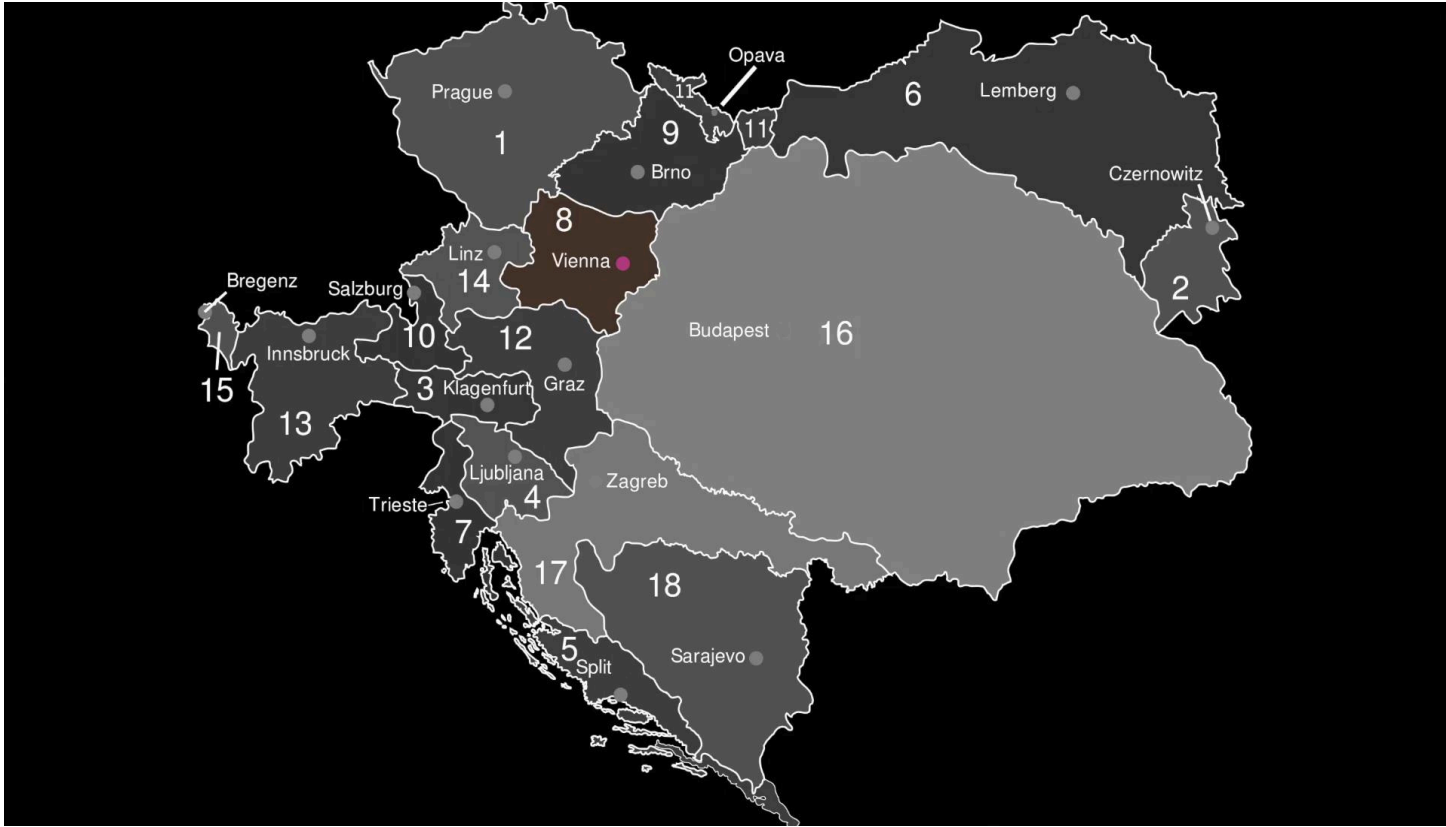 Opava
11
6
Lemberg
Prague
9
11
1
Brno
Czernowitz
8
Linz
Vienna
14
Bregenz
Salzburg
2
Budapest
16
10
12
Innsbruck
15
3
Klagenfurt
Graz
13
Ljubljana
Zagreb
4
Trieste
7
17
18
5
Split
Sarajevo